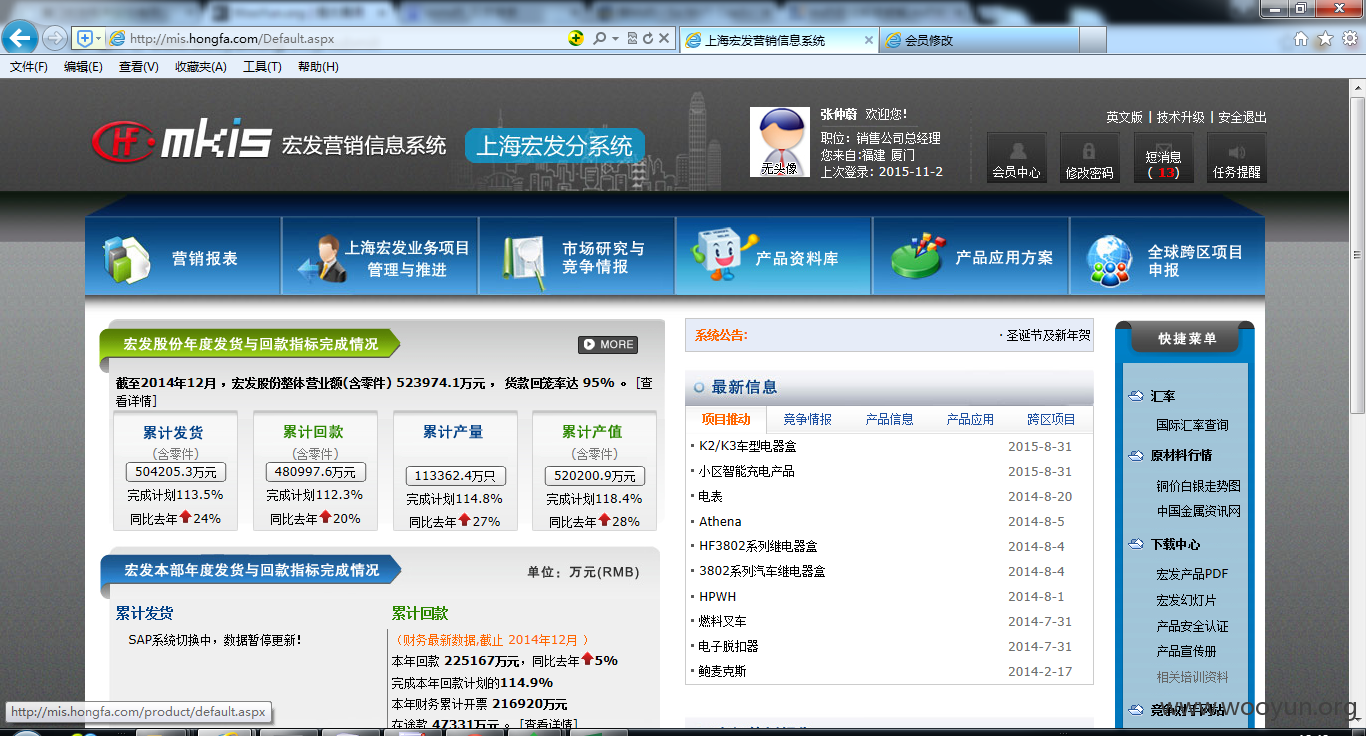 http://mis.hongfa.com/Default.aspx
上海宏发营销信息系统
会员修改
文件(F) 编辑(E) 查看(V) 收藏夹(A) 工具(T) 帮助(H)
HF mkis 宏发营销信息系统 上海宏发分系统
无头像
张仲蔚 欢迎您!
职位：销售公司总经理
您来自:福建 厦门
上次登录：2015-11-2
英文版 | 技术升级 | 安全退出
会员中心
修改密码
短消息
( 13)
任务提醒
营销报表
上海宏发业务项目
管理与推进
市场研究与
竞争情报
产品资料库
产品应用方案
全球跨区项目
申报
宏发股份年度发货与回款指标完成情况
MORE
截至2014年12月，宏发股份整体营业额(含零件) 523974.1万元， 货款回笼率达 95% 。[查
看详情]
累计发货
(含零件)
504205.3万元
完成计划113.5%
同比去年24%
累计回款
(含零件)
480997.6万元
完成计划112.3%
同比去年20%
累计产量
113362.4万只
完成计划114.8%
同比去年27%
累计产值
(含零件)
520200.9万元
完成计划118.4%
同比去年28%
宏发本部年度发货与回款指标完成情况
单位：万元(RMB)
累计发货
SAP系统切换中，数据暂停更新!
累计回款
（财务最新数据,截止 2014年12月 ）
本年回款 225167万元，同比去年5%
完成本年回款计划的114.9%
本年财务累计开票 216920万元
在途款 47331万元 。[查看详情]
系统公告:
· 圣诞节及新年贺
最新信息
项目推动 竞争情报 产品信息 产品应用 跨区项目
K2/K3车型电器盒 2015-8-31
小区智能充电产品 2015-8-31
电表 2014-8-20
Athena 2014-8-5
HF3802系列继电器盒 2014-8-4
3802系列汽车继电器盒 2014-8-4
HPWH 2014-8-1
燃料叉车 2014-7-31
电子脱扣器 2014-7-31
鲍麦克斯 2014-2-17
快捷菜单
汇率
国际汇率查询
原材料行情
铜价白银走势图
中国金属资讯网
下载中心
宏发产品PDF
宏发幻灯片
产品安全认证
产品宣传册
相关培训资料
竞争对手网站
http://mis.hongfa.com/product/default.aspx
www.wooyun.org